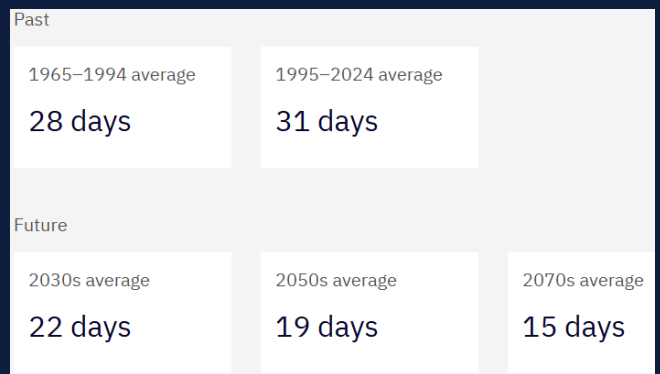 Past
1965–1994 average
1995–2024 average
28 days
31 days
Future
2030s average
2050s average
2070s average
22 days
19 days
15 days